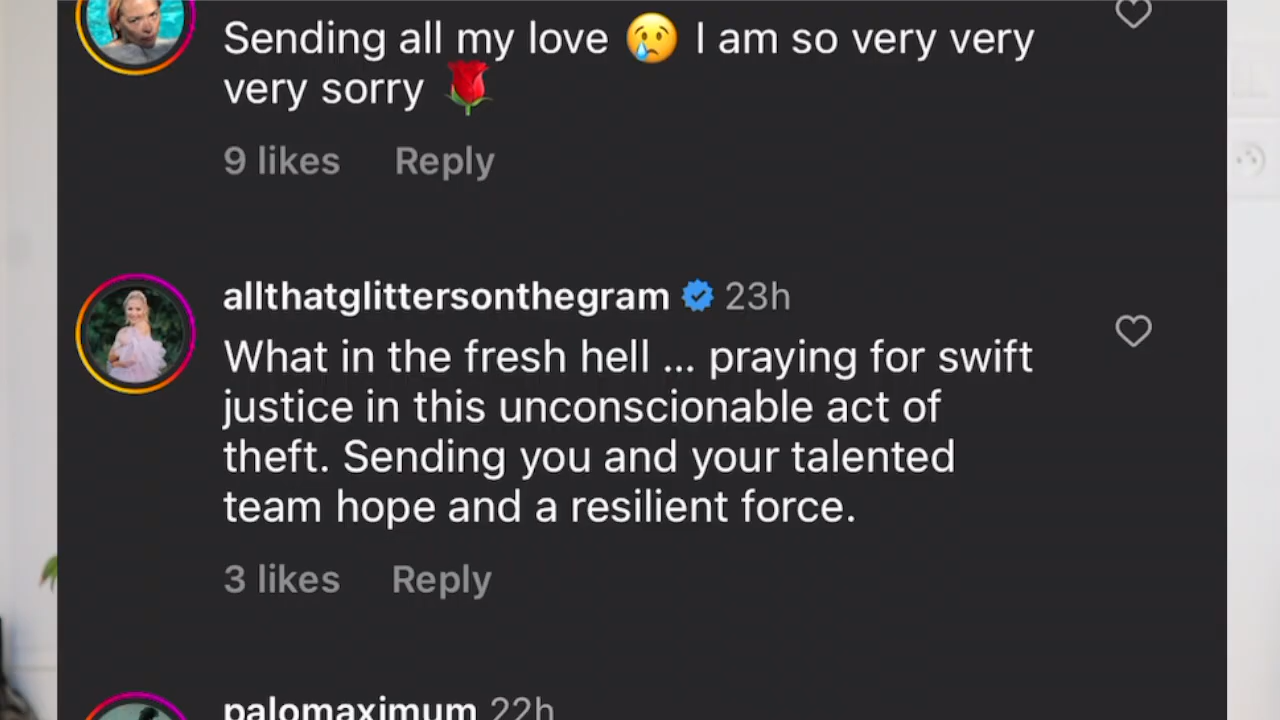 Sending all my love 😢 I am so very very
very sorry 🌹
9 likes Reply
allthatglittersonthegram 23h
What in the fresh hell ... praying for swift
justice in this unconscionable act of
theft. Sending you and your talented
team hope and a resilient force.
3 likes Reply
palomaximum 22h